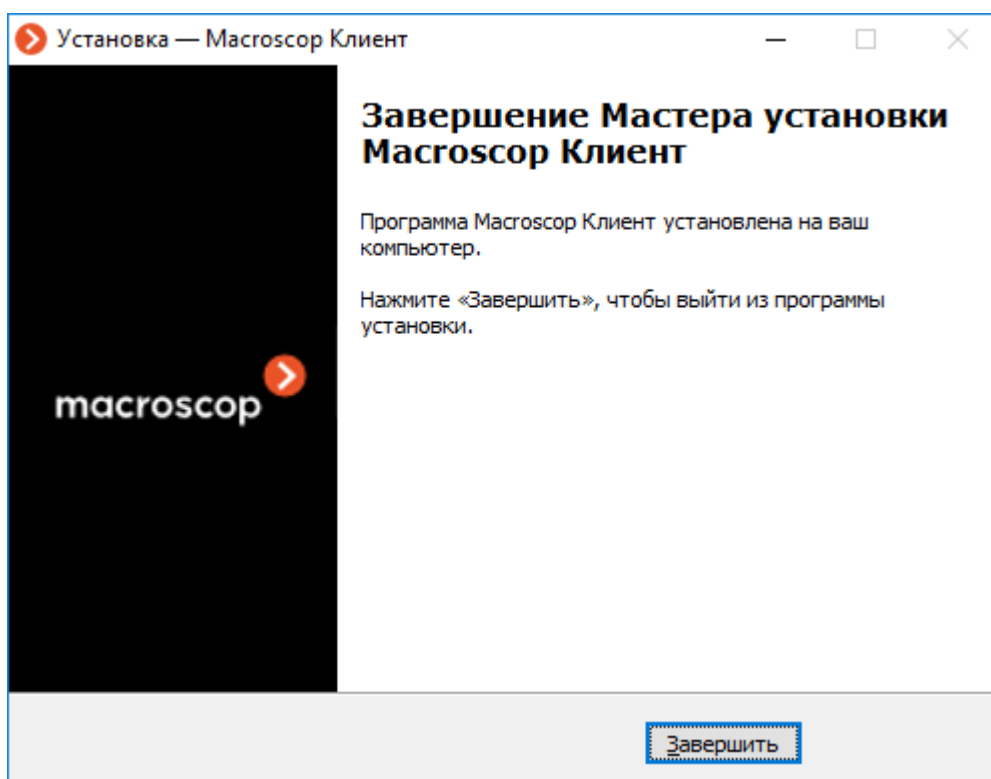 Установка — Macroscop Клиент
Завершение Мастера установки
Macroscop Клиент
Программа Macroscop Клиент установлена на ваш
компьютер.
Нажмите «Завершить», чтобы выйти из программы
установки.
macroscop
Завершить